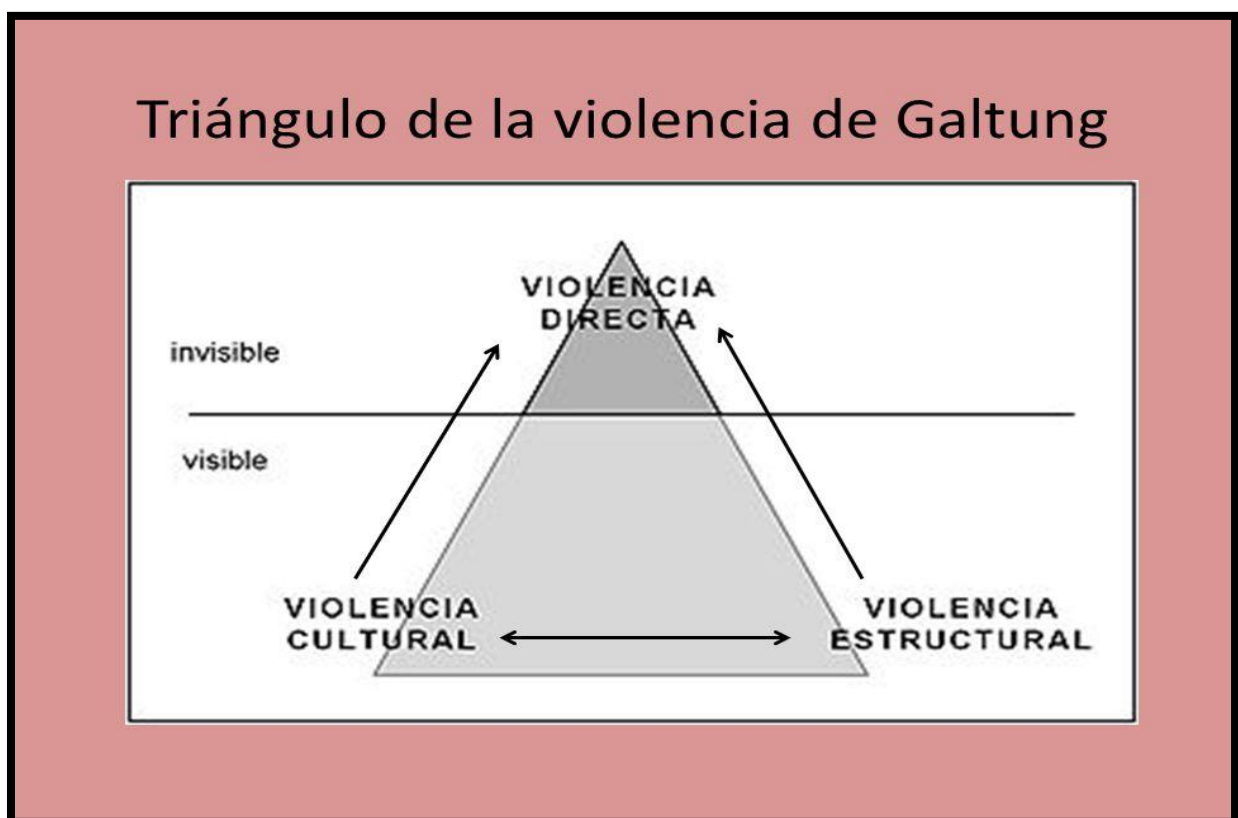 Triángulo de la violencia de Galtung
VIOLENCIA
DIRECTA
invisible
visible
VIOLENCIA
CULTURAL
VIOLENCIA
ESTRUCTURAL